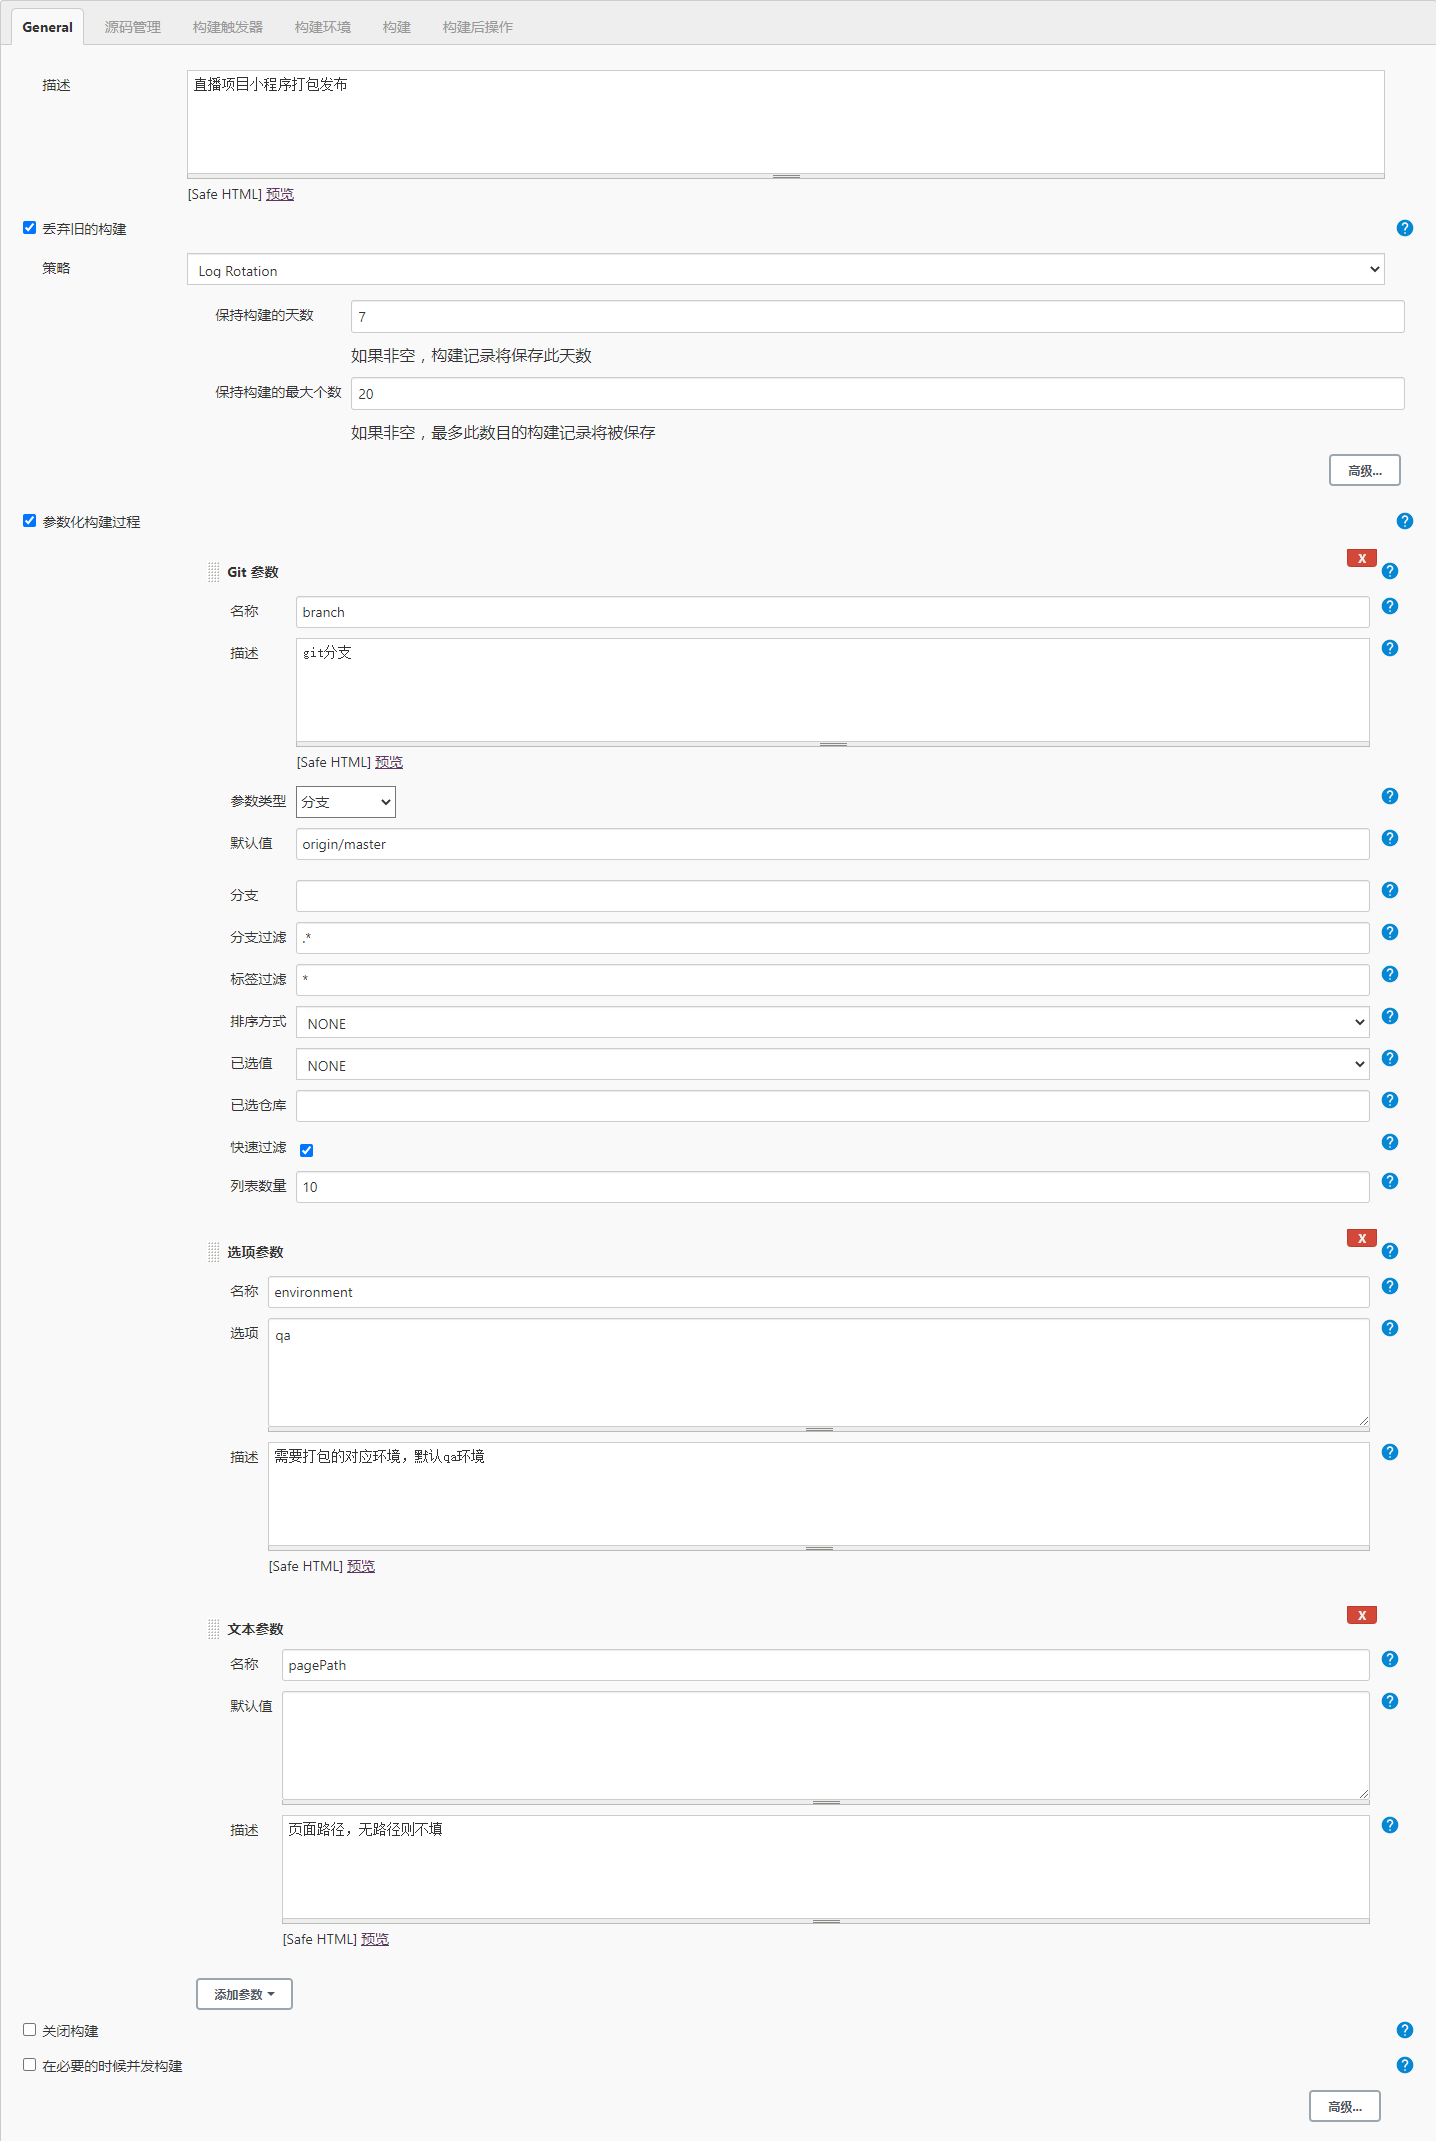 General 源码管理 构建触发器 构建环境 构建 构建后操作
描述 直播项目小程序打包发布
[Safe HTML] 预览
丢弃旧的构建 ?
策略 Log Rotation
保持构建的天数 7
如果非空，构建记录将保存此天数
保持构建的最大个数 20
如果非空，最多此数目的构建记录将被保存
高级...
参数化构建过程 ?
X
Git 参数 ?
名称 branch ?
描述 git分支 ?
[Safe HTML] 预览
参数类型 分支 ?
默认值 origin/master ?
分支 ?
分支过滤 .* ?
标签过滤 * ?
排序方式 NONE ?
已选值 NONE ?
已选仓库 ?
快速过滤 ?
列表数量 10 ?
X
选项参数 ?
名称 environment ?
选项 qa ?
描述 需要打包的对应环境，默认qa环境 ?
[Safe HTML] 预览
X
文本参数
名称 pagePath ?
默认值 ?
描述 页面路径，无路径则不填 ?
[Safe HTML] 预览
添加参数
关闭构建 ?
在必要的时候并发构建 ?
高级...